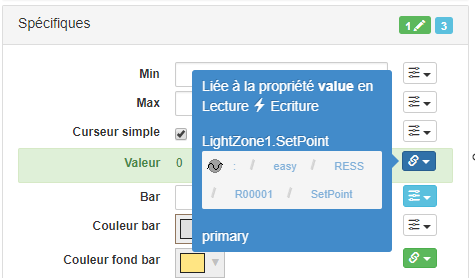 Spécifiques
1
3
Min
Max
Curseur simple
Valeur 0
Bar
Couleur bar
Couleur fond bar
Liée à la propriété value en
Lecture Ecriture
LightZone1.SetPoint
: / easy / RESS
/ R00001 / SetPoint
primary